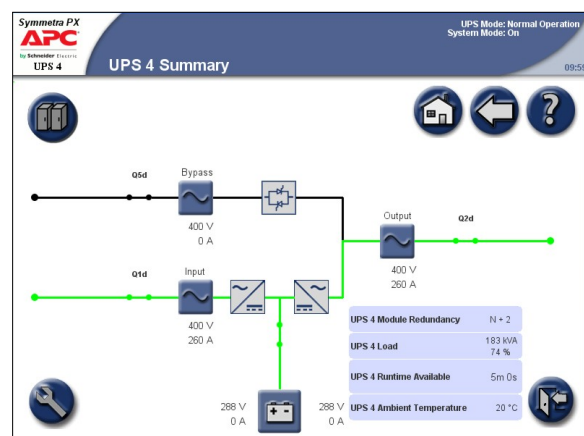 Symmetra PX
APC
by Schneider Electric
UPS 4
UPS 4 Summary
UPS Mode: Normal Operation
System Mode: On
09:59
Q5d
Bypass
400 V
0 A
Output
Q2d
400 V
260 A
Q1d
Input
400 V
260 A
UPS 4 Module Redundancy N + 2
UPS 4 Load 183 kVA
74 %
UPS 4 Runtime Available 5m 0s
UPS 4 Ambient Temperature 20 °C
288 V
0 A
288 V
0 A